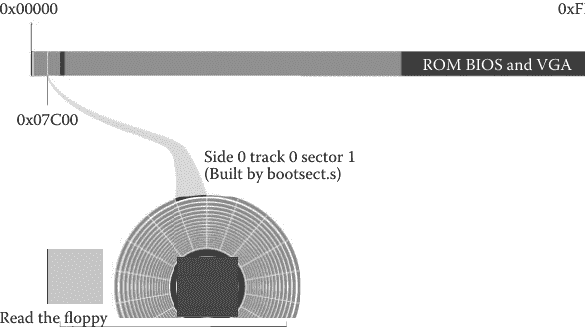 0x00000
0xF
ROM BIOS and VGA
0x07C00
Side 0 track 0 sector 1
(Built by bootsect.s)
Read the floppy